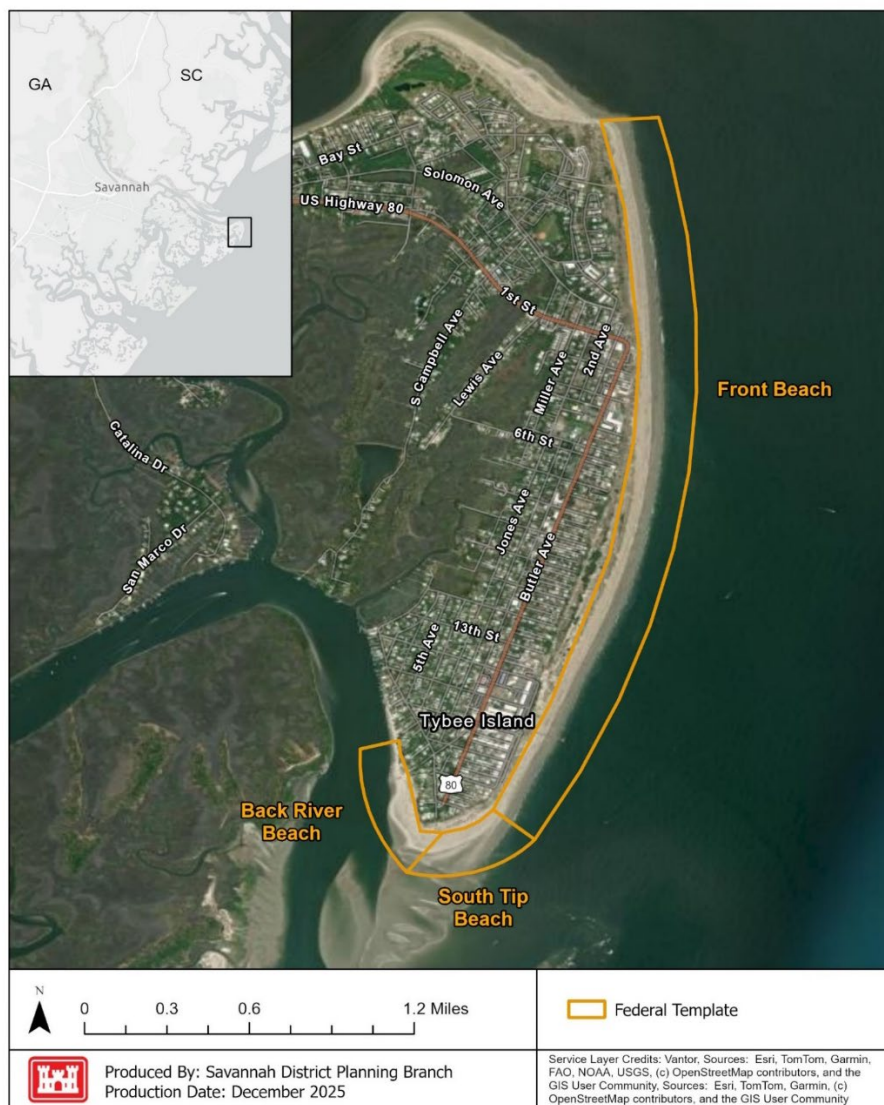 GA
SC
Savannah
Bay St
Solomon Ave
US Highway 80
1st St
S Campbell Ave
Lewis Ave
Miller Ave
2nd Ave
Front Beach
6th St
Catalina Dr
San Marco Dr
Jones Ave
Butler Ave
13th St
5th Ave
Tybee Island
80
Back River
Beach
South Tip
Beach
N
0 0.3 0.6 1.2 Miles
Federal Template
Produced By: Savannah District Planning Branch
Production Date: December 2025
Service Layer Credits: Vantor, Sources: Esri, TomTom, Garmin,
FAO, NOAA, USGS, (c) OpenStreetMap contributors, and the
GIS User Community, Sources: Esri, TomTom, Garmin, (c)
OpenStreetMap contributors, and the GIS User Community